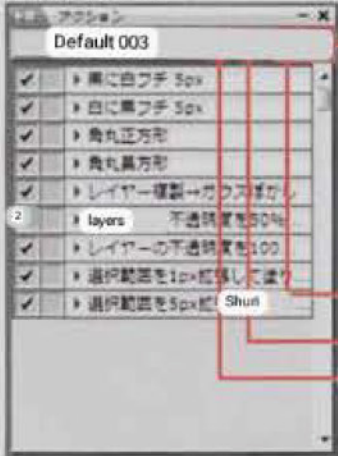 アクション
Default 003
黒に白フチ 5px
白に黒フチ 5px
角丸正方形
角丸長方形
レイヤー複製→ガウスぼかし
2 layers 不透明度を50%
レイヤーの不透明度を100
選択範囲を1px拡張して塗り
選択範囲を5px拡 Shuri